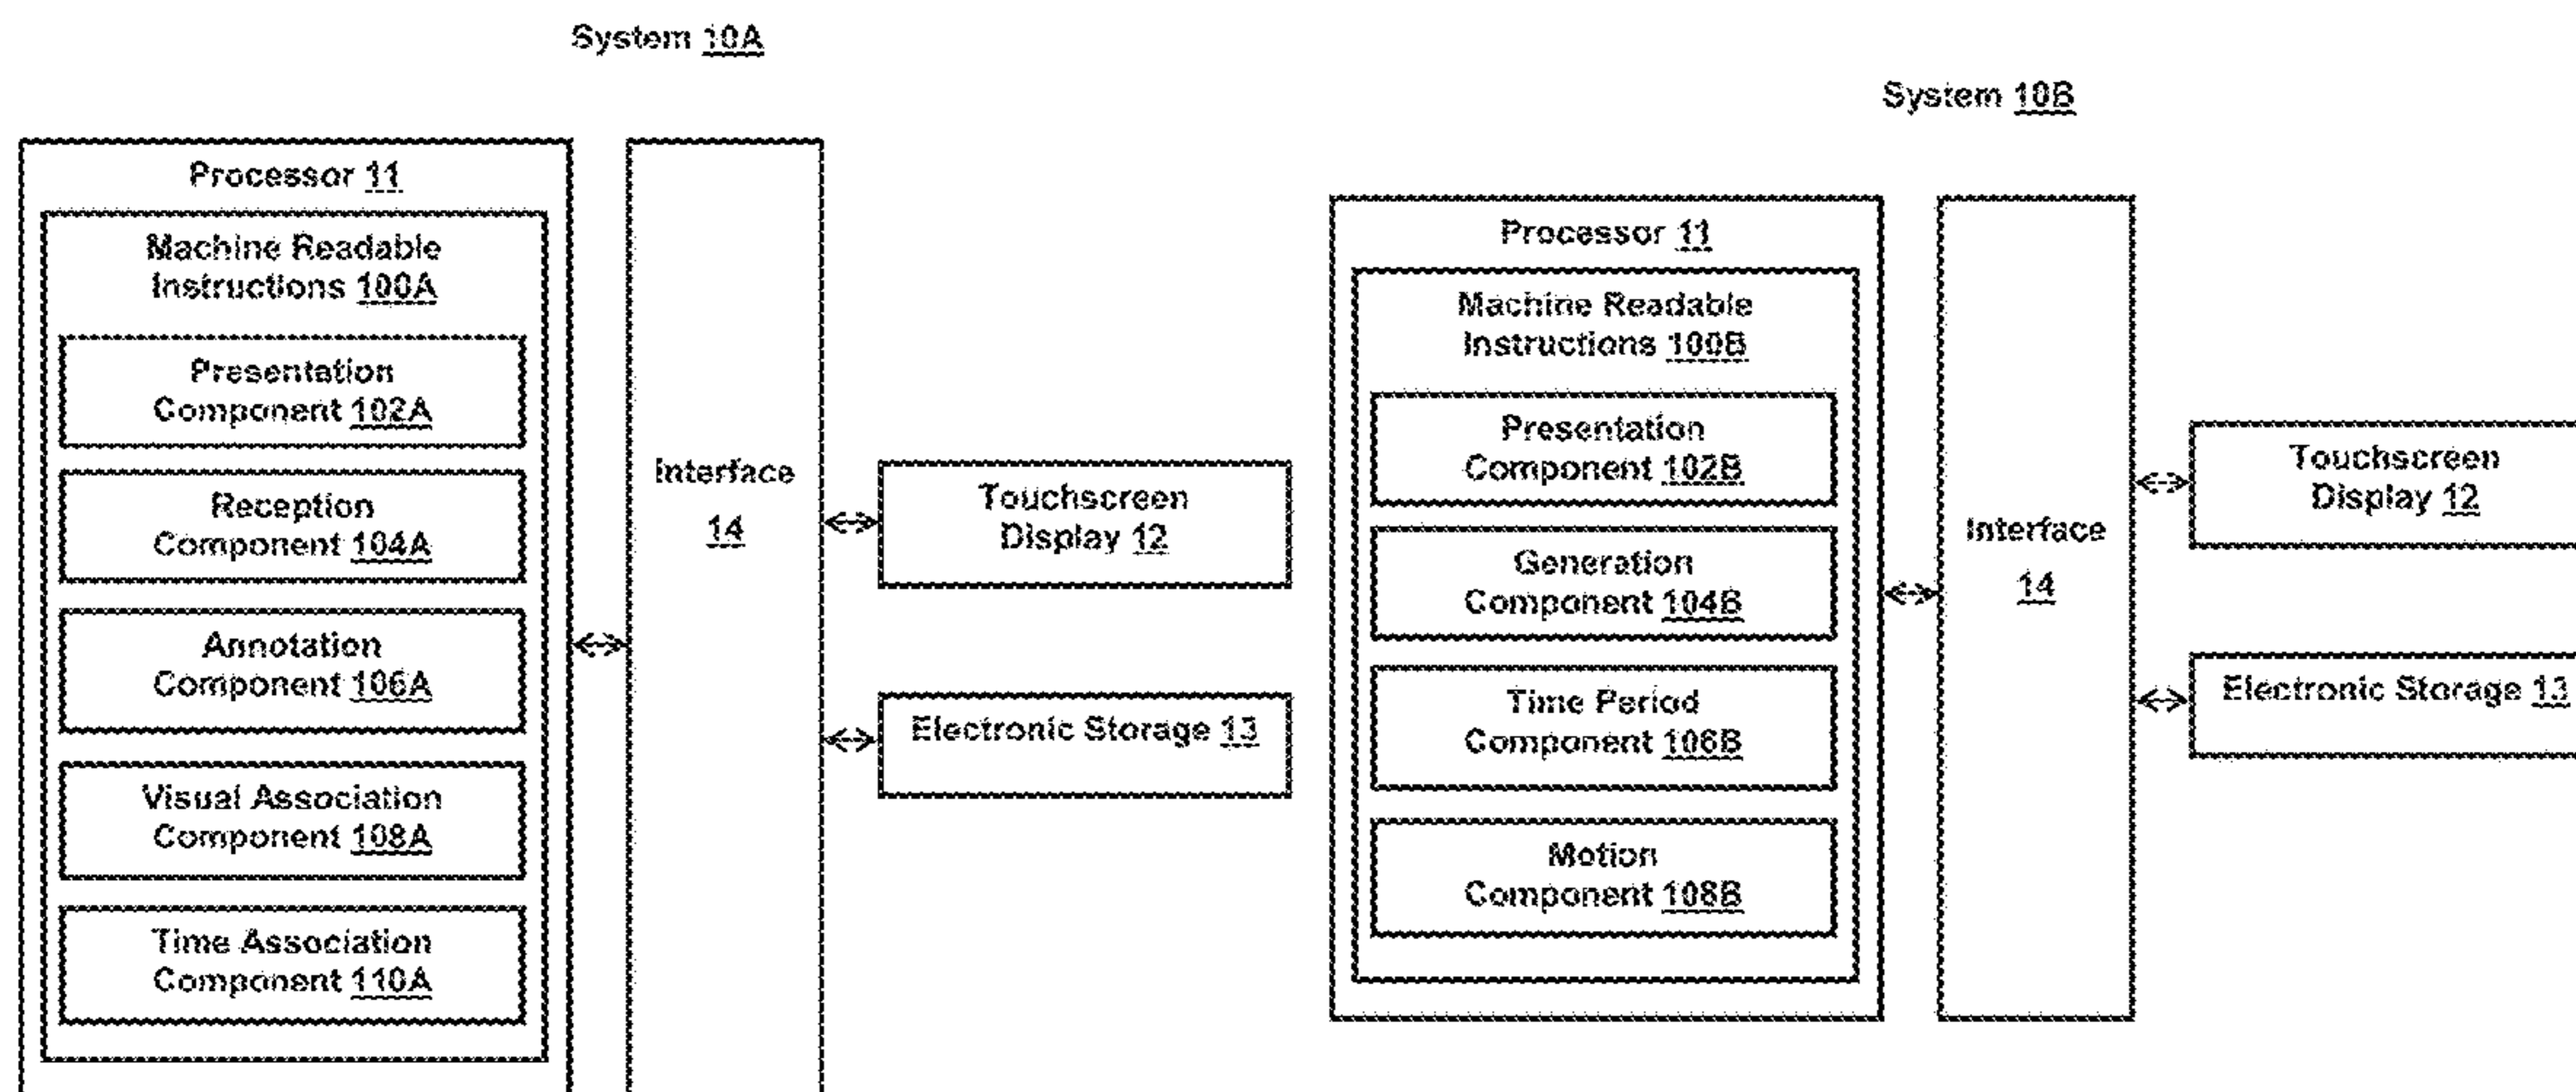 System 10A
Processor 11
Machine Readable
Instructions 100A
Presentation
Component 102A
Reception
Component 104A
Annotation
Component 106A
Visual Association
Component 108A
Time Association
Component 110A
Interface
14
Touchscreen
Display 12
Electronic Storage 13
System 10B
Processor 11
Machine Readable
Instructions 100B
Presentation
Component 102B
Generation
Component 104B
Time Period
Component 106B
Motion
Component 108B
Interface
14
Touchscreen
Display 12
Electronic Storage 13